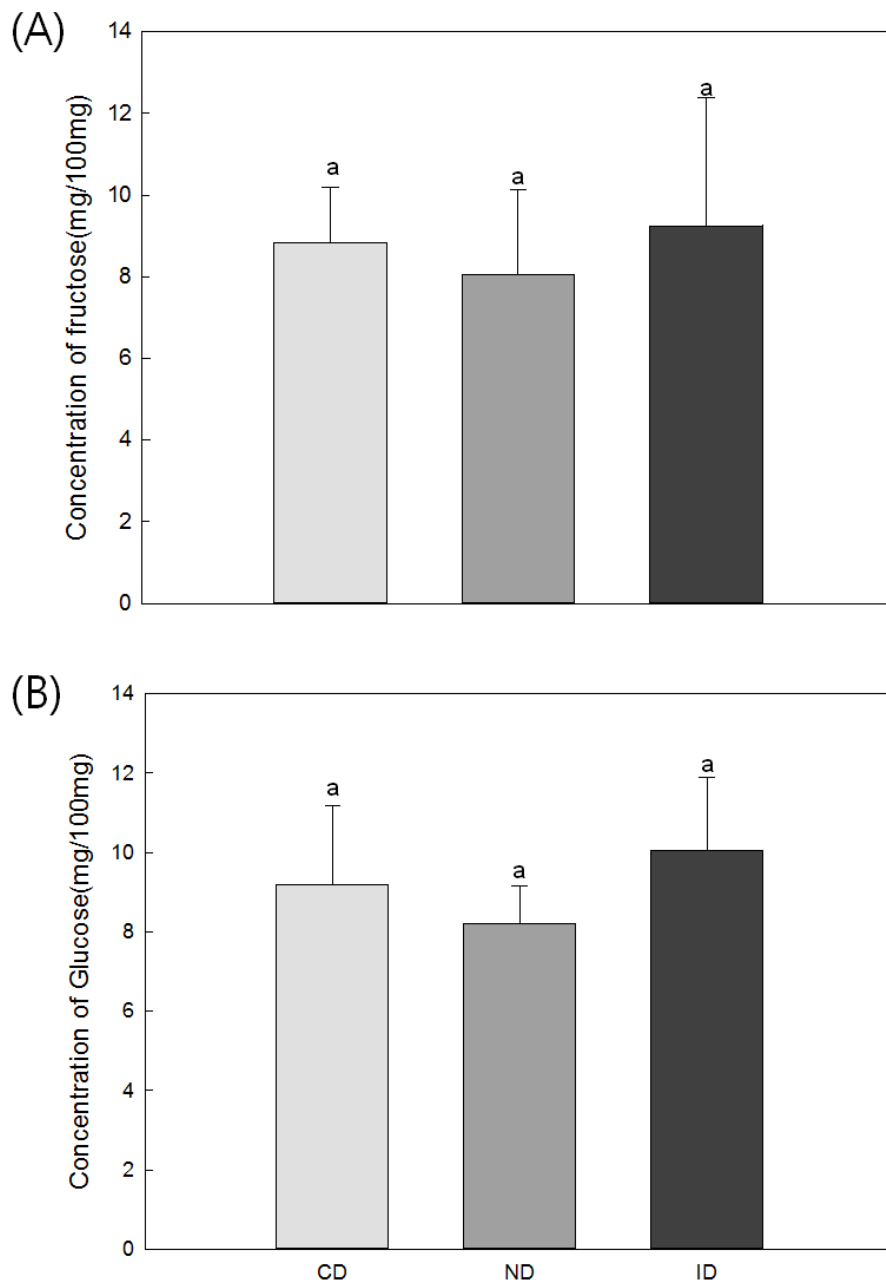 (A)
Concentration of fructose(mg/100mg)
14
12
10
8
6
4
2
0
a
a
a
(B)
Concentration of Glucose(mg/100mg)
14
12
10
8
6
4
2
0
a
a
a
CD
ND
ID